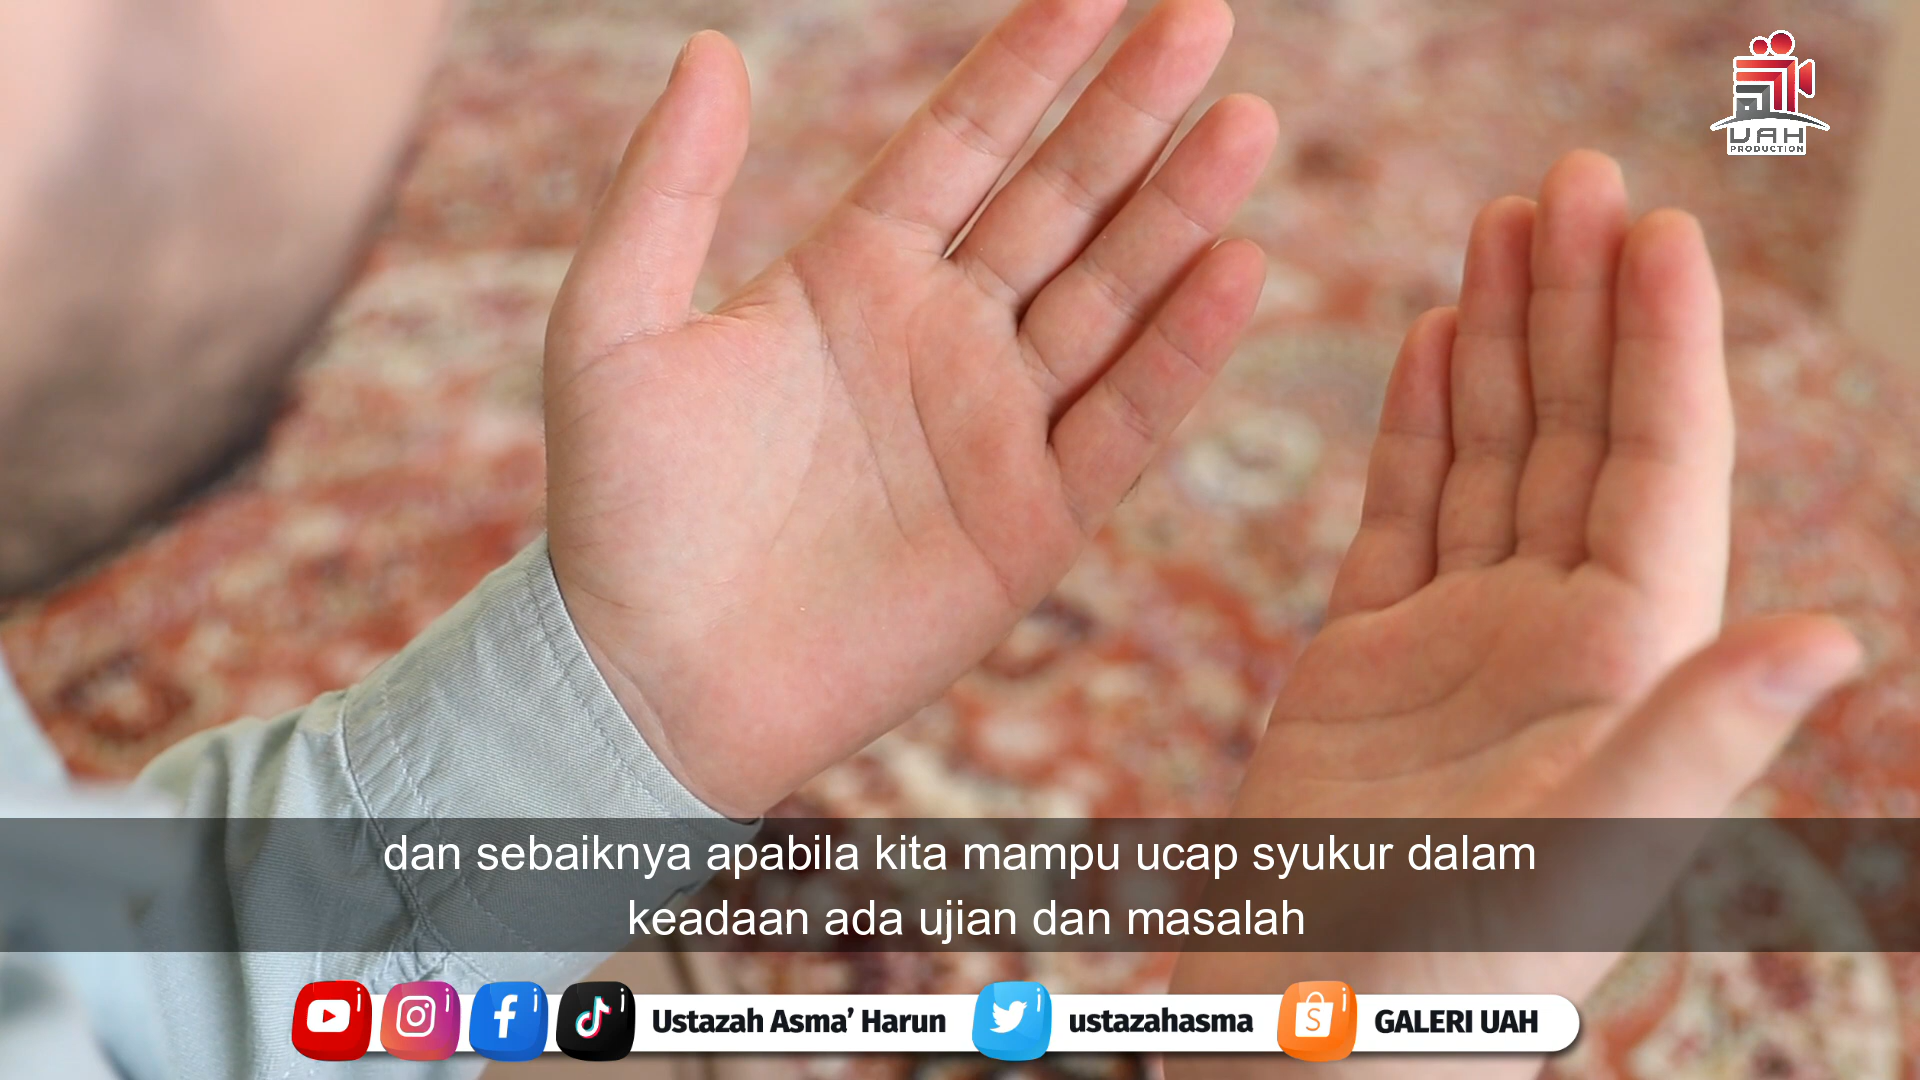 UAH
PRODUCTION
dan sebaiknya apabila kita mampu ucap syukur dalam
keadaan ada ujian dan masalah
Ustazah Asma' Harun
ustazahasma
GALERI UAH